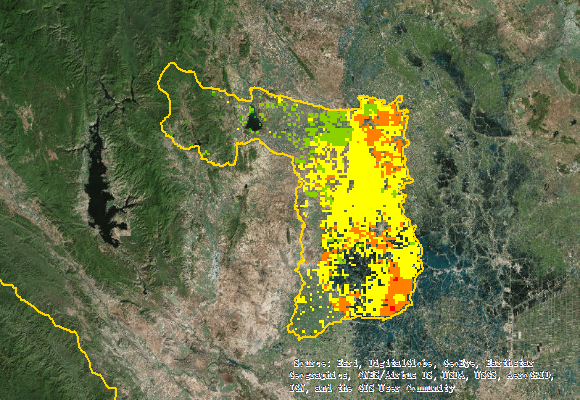 Source: Esri, DigitalGlobe, GeoEye, Earthstar
Geographics, CNES/Airbus DS, USDA, USGS, AeroGRID,
IGN, and the GIS User Community